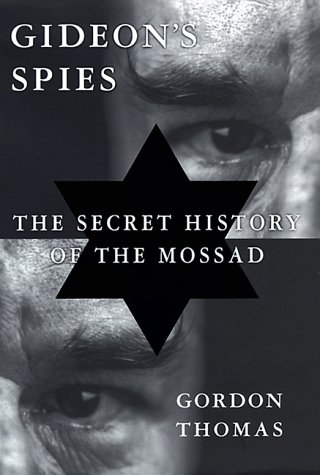 GIDEON'S
SPIES
THE SECRET HISTORY
OF THE MOSSAD
GORDON
THOMAS